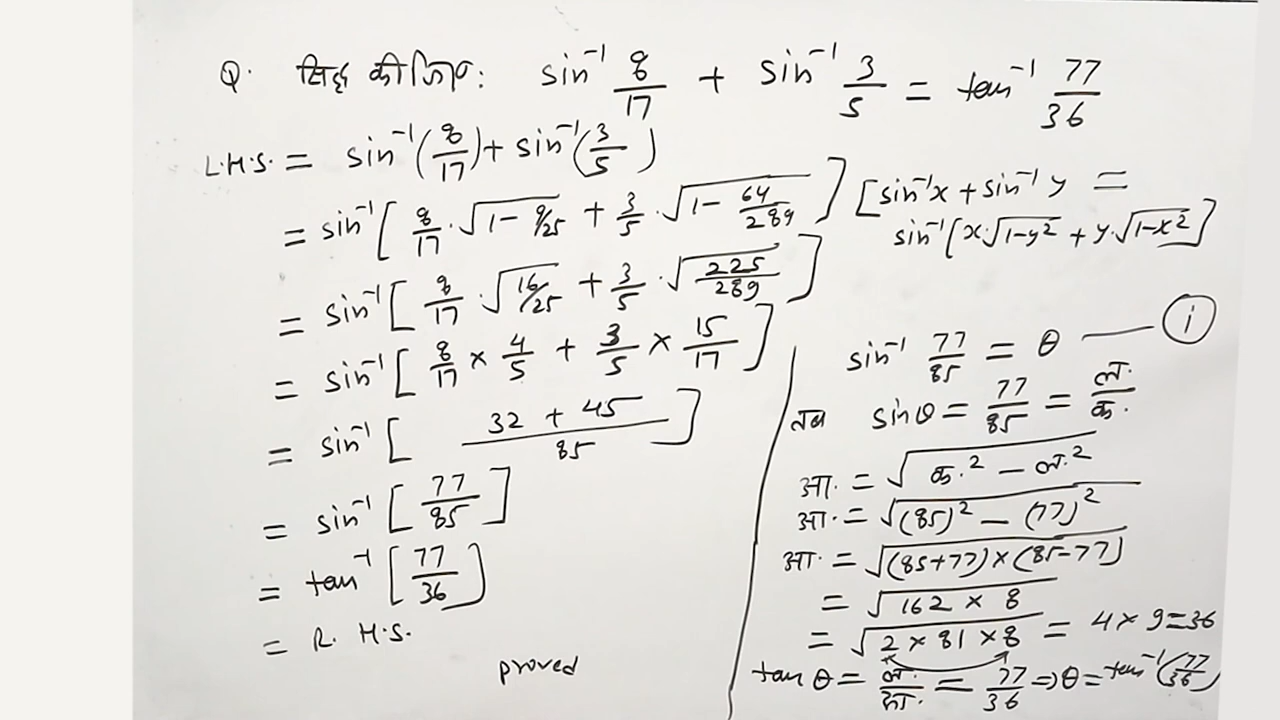 Q. सिद्ध कीजिए: sin⁻¹ 8/17 + sin⁻¹ 3/5 = tan⁻¹ 77/36
L.H.S. = sin⁻¹(8/17) + sin⁻¹(3/5)
= sin⁻¹[8/17 · √(1 - 9/25) + 3/5 · √(1 - 64/289)] [sin⁻¹x + sin⁻¹y =
sin⁻¹[x·√(1-y²) + y·√(1-x²)]
= sin⁻¹[8/17 · √(16/25) + 3/5 · √(225/289)]
= sin⁻¹[8/17 × 4/5 + 3/5 × 15/17]
= sin⁻¹[(32 + 45)/85]
= sin⁻¹[77/85]
= tan⁻¹[77/36]
= R. H.S.
proved
sin⁻¹ 77/85 = θ — (i)
तब sinθ = 77/85 = ल./क.
आ. = √(क.² - ल.²)
आ. = √((85)² - (77)²)
आ. = √((85+77)×(85-77))
= √(162 × 8)
= √(2 × 81 × 8) = 4 × 9 = 36
tan θ = ल./आ. = 77/36 ⇒ θ = tan⁻¹(77/36)